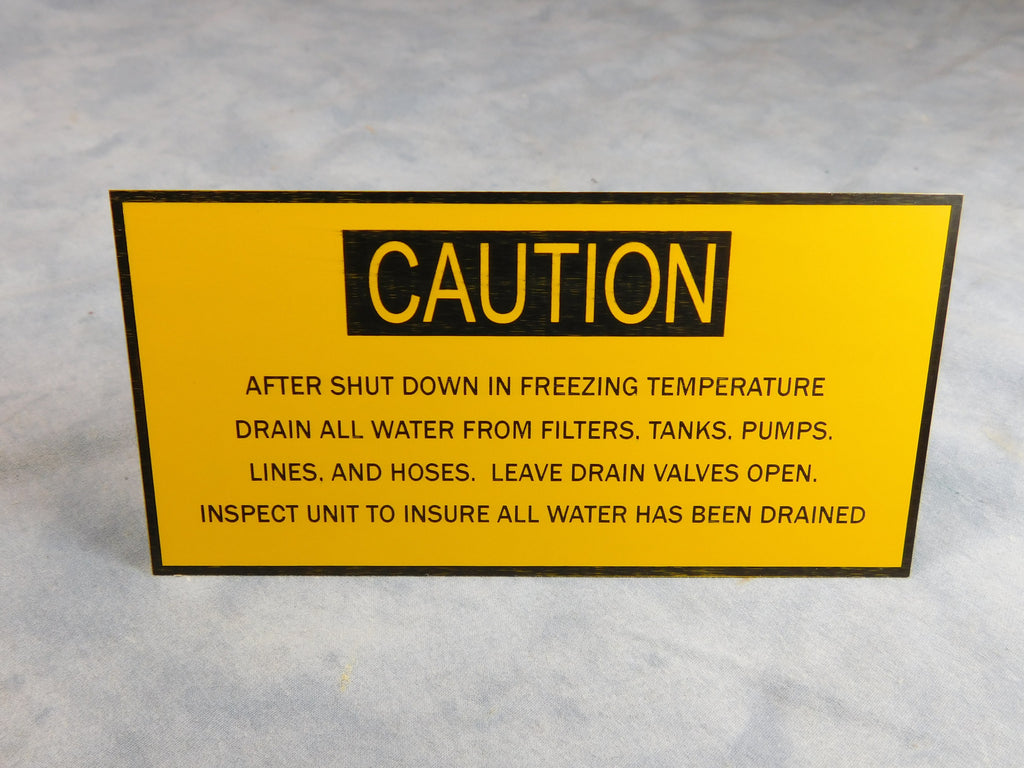 CAUTION
AFTER SHUT DOWN IN FREEZING TEMPERATURE
DRAIN ALL WATER FROM FILTERS, TANKS, PUMPS,
LINES, AND HOSES. LEAVE DRAIN VALVES OPEN.
INSPECT UNIT TO INSURE ALL WATER HAS BEEN DRAINED